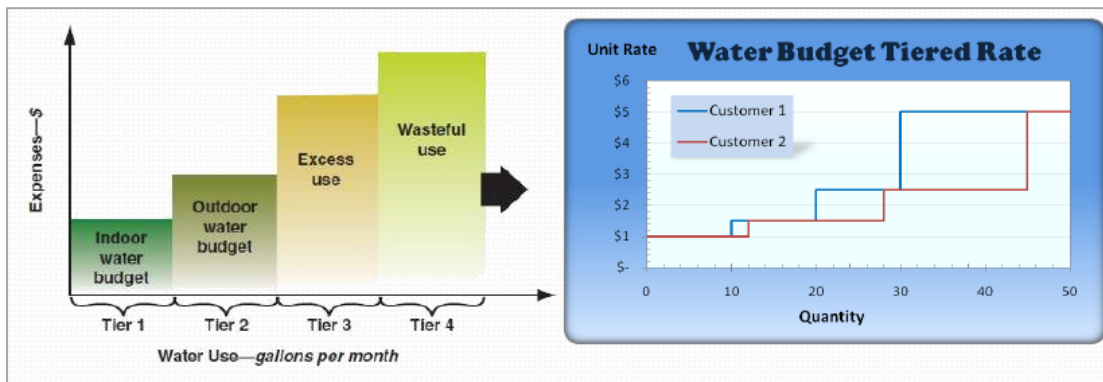 Expenses—$
Indoor
water
budget
Outdoor
water
budget
Excess
use
Wasteful
use
Tier 1
Tier 2
Tier 3
Tier 4
Water Use—gallons per month
Unit Rate
Water Budget Tiered Rate
$6
$5
$4
$3
$2
$1
$-
Customer 1
Customer 2
0
10
20
30
40
50
Quantity